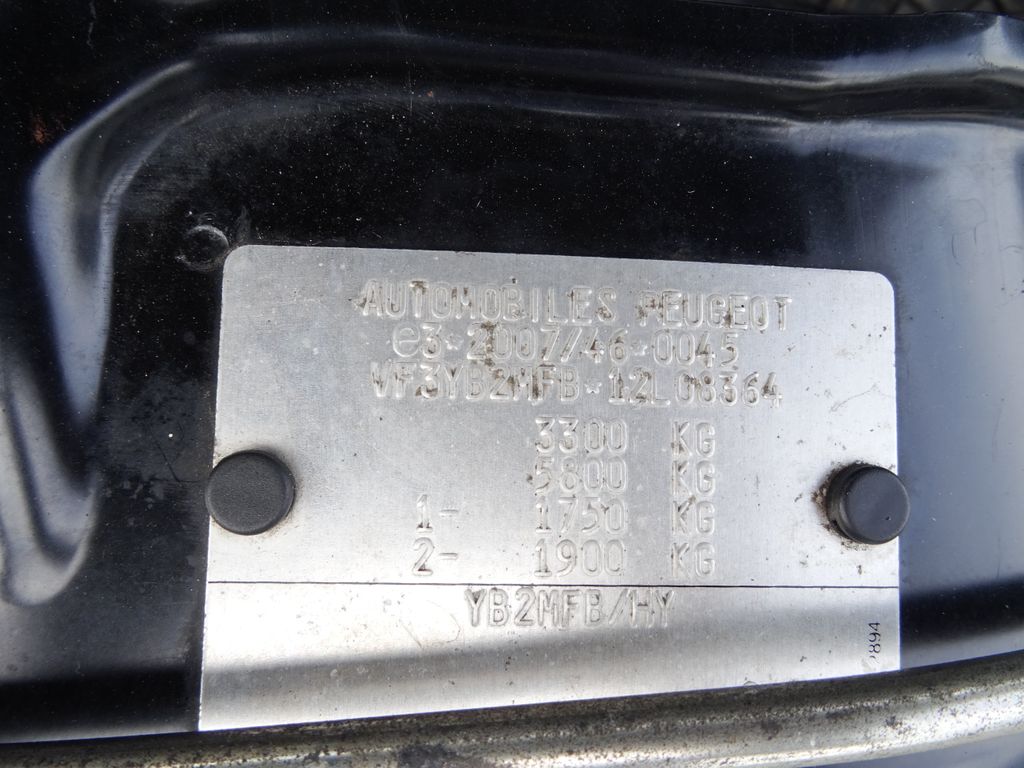 AUTOMOBILES PEUGEOT
e3*2007/46*0045
VF3YB2MFB-12L08364
3300 KG
5800 KG
1- 1750 KG
2- 1900 KG
YB2MFB/HY